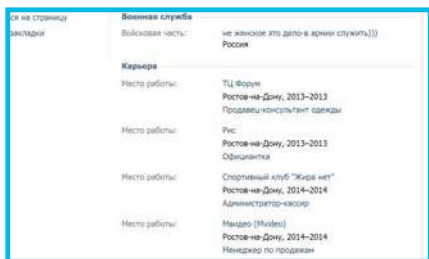 ся на страницу
закладки
Военная служба
Войсковая часть: не женское это дело-в армии служить)))
Россия
Карьера
Место работы: ТЦ Форум
Ростов-на-Дону, 2013–2013
Продавец-консультант одежды
Место работы: Рис
Ростов-на-Дону, 2013–2013
Официантка
Место работы: Спортивный клуб "Жира нет"
Ростов-на-Дону, 2014–2014
Администратор-кассир
Место работы: Мвидео (Mvideo)
Ростов-на-Дону, 2014–2014
Менеджер по продажам